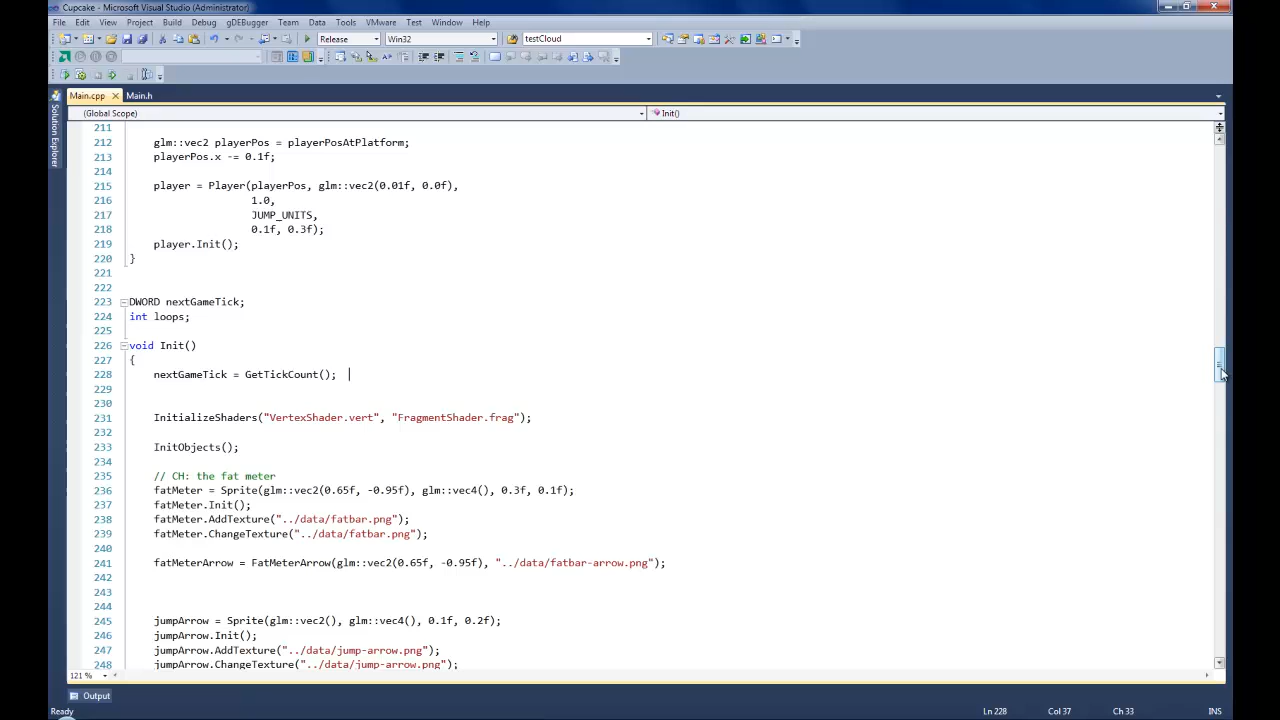 Cupcake - Microsoft Visual Studio (Administrator)
File Edit View Project Build Debug gDEBugger Team Data Tools VMware Test Window Help
Release Win32 testCloud
Main.cpp Main.h
(Global Scope) Init()
Solution Explorer
211
212 glm::vec2 playerPos = playerPosAtPlatform;
213 playerPos.x -= 0.1f;
214
215 player = Player(playerPos, glm::vec2(0.01f, 0.0f),
216 1.0,
217 JUMP_UNITS,
218 0.1f, 0.3f);
219 player.Init();
220 }
221
222
223 DWORD nextGameTick;
224 int loops;
225
226 void Init()
227 {
228 nextGameTick = GetTickCount();
229
230
231 InitializeShaders("VertexShader.vert", "FragmentShader.frag");
232
233 InitObjects();
234
235 // CH: the fat meter
236 fatMeter = Sprite(glm::vec2(0.65f, -0.95f), glm::vec4(), 0.3f, 0.1f);
237 fatMeter.Init();
238 fatMeter.AddTexture("../data/fatbar.png");
239 fatMeter.ChangeTexture("../data/fatbar.png");
240
241 fatMeterArrow = FatMeterArrow(glm::vec2(0.65f, -0.95f), "../data/fatbar-arrow.png");
242
243
244
245 jumpArrow = Sprite(glm::vec2(), glm::vec4(), 0.1f, 0.2f);
246 jumpArrow.Init();
247 jumpArrow.AddTexture("../data/jump-arrow.png");
248 jumpArrow.ChangeTexture("../data/jump-arrow.png");
121 %
Output
Ready Ln 228 Col 37 Ch 33 INS